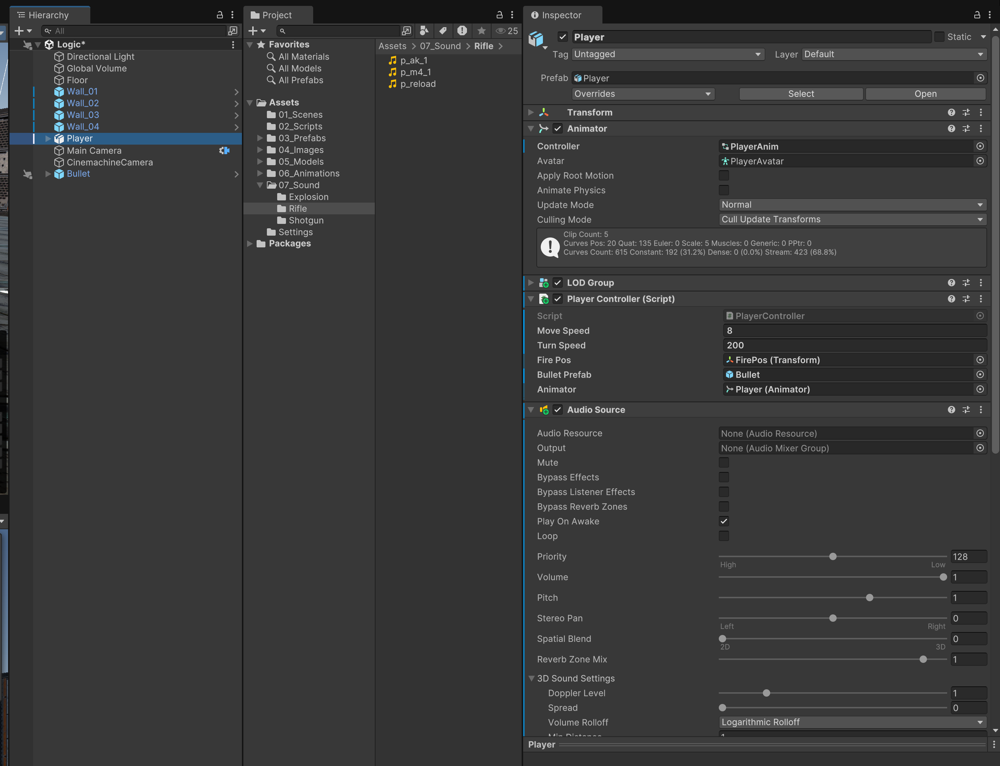 Hierarchy
All
Logic*
Directional Light
Global Volume
Floor
Wall_01
Wall_02
Wall_03
Wall_04
Player
Main Camera
CinemachineCamera
Bullet
Project
25
Favorites
All Materials
All Models
All Prefabs
Assets
01_Scenes
02_Scripts
03_Prefabs
04_Images
05_Models
06_Animations
07_Sound
Explosion
Rifle
Shotgun
Settings
Packages
Assets > 07_Sound > Rifle >
p_ak_1
p_m4_1
p_reload
Inspector
Player Static
Tag Untagged Layer Default
Prefab Player
Overrides Select Open
Transform
Animator
Controller PlayerAnim
Avatar PlayerAvatar
Apply Root Motion
Animate Physics
Update Mode Normal
Culling Mode Cull Update Transforms
Clip Count: 5
Curves Pos: 20 Quat: 135 Euler: 0 Scale: 5 Muscles: 0 Generic: 0 PPtr: 0
Curves Count: 615 Constant: 192 (31.2%) Dense: 0 (0.0%) Stream: 423 (68.8%)
LOD Group
Player Controller (Script)
Script PlayerController
Move Speed 8
Turn Speed 200
Fire Pos FirePos (Transform)
Bullet Prefab Bullet
Animator Player (Animator)
Audio Source
Audio Resource None (Audio Resource)
Output None (Audio Mixer Group)
Mute
Bypass Effects
Bypass Listener Effects
Bypass Reverb Zones
Play On Awake
Loop
Priority 128
High Low
Volume 1
Pitch 1
Stereo Pan 0
Left Right
Spatial Blend 0
2D 3D
Reverb Zone Mix 1
3D Sound Settings
Doppler Level 1
Spread 0
Volume Rolloff Logarithmic Rolloff
Min Distance 1
Player